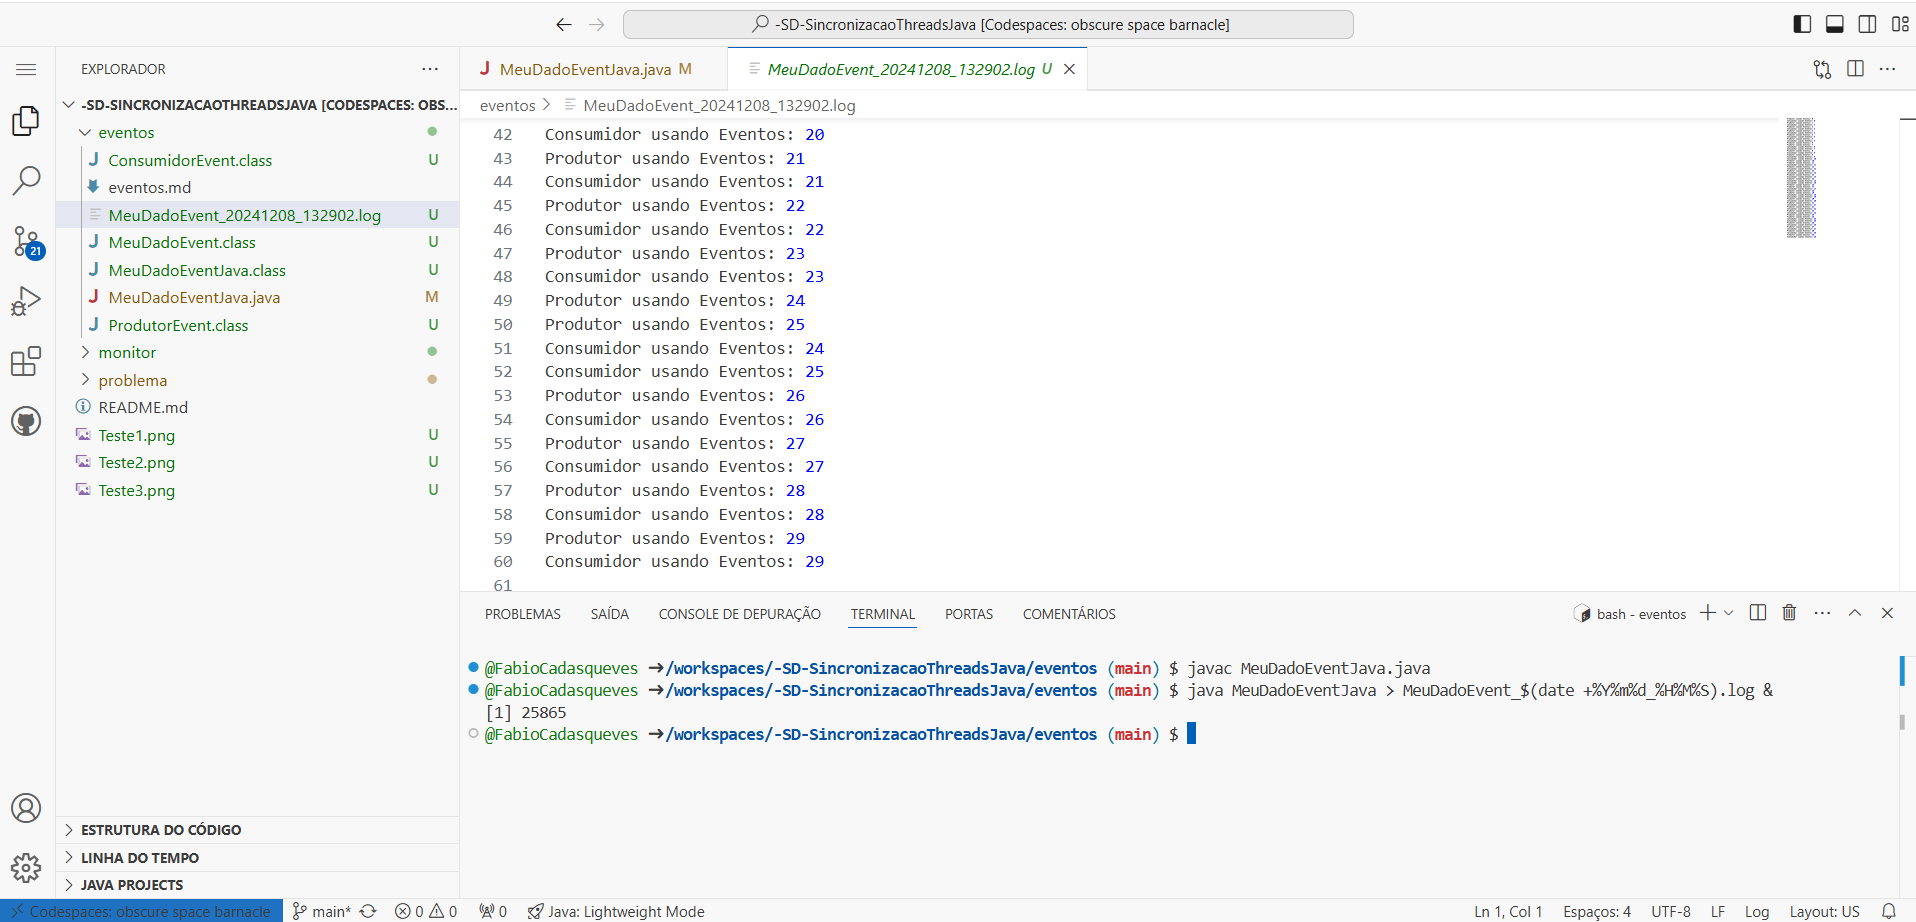 -SD-SincronizacaoThreadsJava [Codespaces: obscure space barnacle]
EXPLORADOR
-SD-SINCRONIZACAOTHREADSJAVA [CODESPACES: OBS...
eventos
ConsumidorEvent.class U
eventos.md
MeuDadoEvent_20241208_132902.log U
MeuDadoEvent.class U
MeuDadoEventJava.class U
MeuDadoEventJava.java M
ProdutorEvent.class U
monitor
problema
README.md
Teste1.png U
Teste2.png U
Teste3.png U
21
ESTRUTURA DO CÓDIGO
LINHA DO TEMPO
JAVA PROJECTS
MeuDadoEventJava.java M
MeuDadoEvent_20241208_132902.log U
eventos > MeuDadoEvent_20241208_132902.log
42 Consumidor usando Eventos: 20
43 Produtor usando Eventos: 21
44 Consumidor usando Eventos: 21
45 Produtor usando Eventos: 22
46 Consumidor usando Eventos: 22
47 Produtor usando Eventos: 23
48 Consumidor usando Eventos: 23
49 Produtor usando Eventos: 24
50 Produtor usando Eventos: 25
51 Consumidor usando Eventos: 24
52 Consumidor usando Eventos: 25
53 Produtor usando Eventos: 26
54 Consumidor usando Eventos: 26
55 Produtor usando Eventos: 27
56 Consumidor usando Eventos: 27
57 Produtor usando Eventos: 28
58 Consumidor usando Eventos: 28
59 Produtor usando Eventos: 29
60 Consumidor usando Eventos: 29
61
PROBLEMAS SAÍDA CONSOLE DE DEPURAÇÃO TERMINAL PORTAS COMENTÁRIOS
bash - eventos
@FabioCadasqueves →/workspaces/-SD-SincronizacaoThreadsJava/eventos (main) $ javac MeuDadoEventJava.java
@FabioCadasqueves →/workspaces/-SD-SincronizacaoThreadsJava/eventos (main) $ java MeuDadoEventJava > MeuDadoEvent_$(date +%Y%m%d_%H%M%S).log &
[1] 25865
@FabioCadasqueves →/workspaces/-SD-SincronizacaoThreadsJava/eventos (main) $
Codespaces: obscure space barnacle main* 0 0 0 Java: Lightweight Mode Ln 1, Col 1 Espaços: 4 UTF-8 LF Log Layout: US